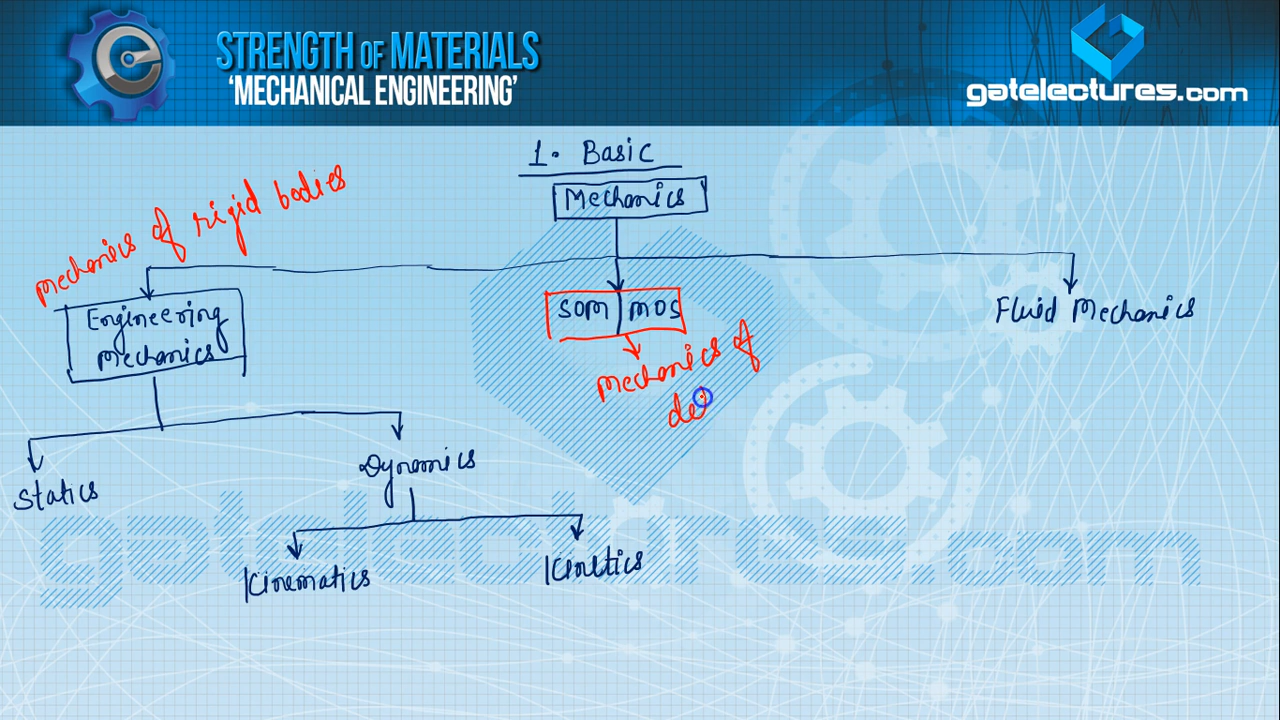 STRENGTH OF MATERIALS
'MECHANICAL ENGINEERING'
gatelectures.com
1. Basic
Mechanics
mechanics of rigid bodies
Engineering
mechanics
SOM MOS
Fluid Mechanics
mechanics of
de
Statics
Dynamics
Kinematics
Kinetics
gatelectures.com